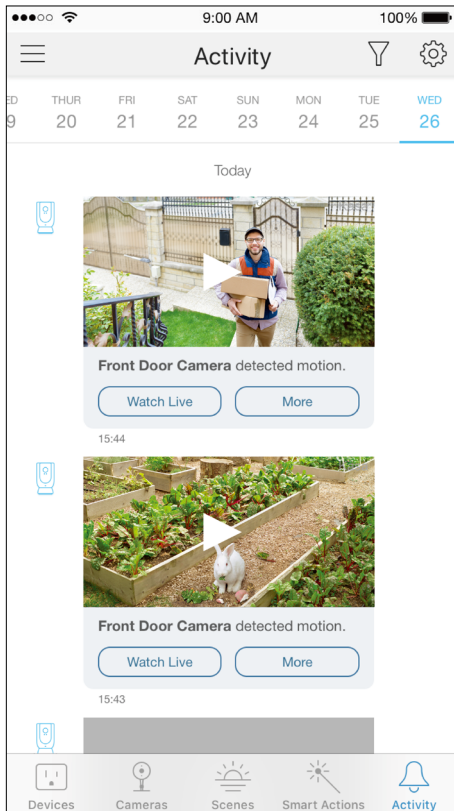 9:00 AM
100%
Activity
ED THUR FRI SAT SUN MON TUE WED
9 20 21 22 23 24 25 26
Today
Front Door Camera detected motion.
Watch Live More
15:44
Front Door Camera detected motion.
Watch Live More
15:43
Devices Cameras Scenes Smart Actions Activity